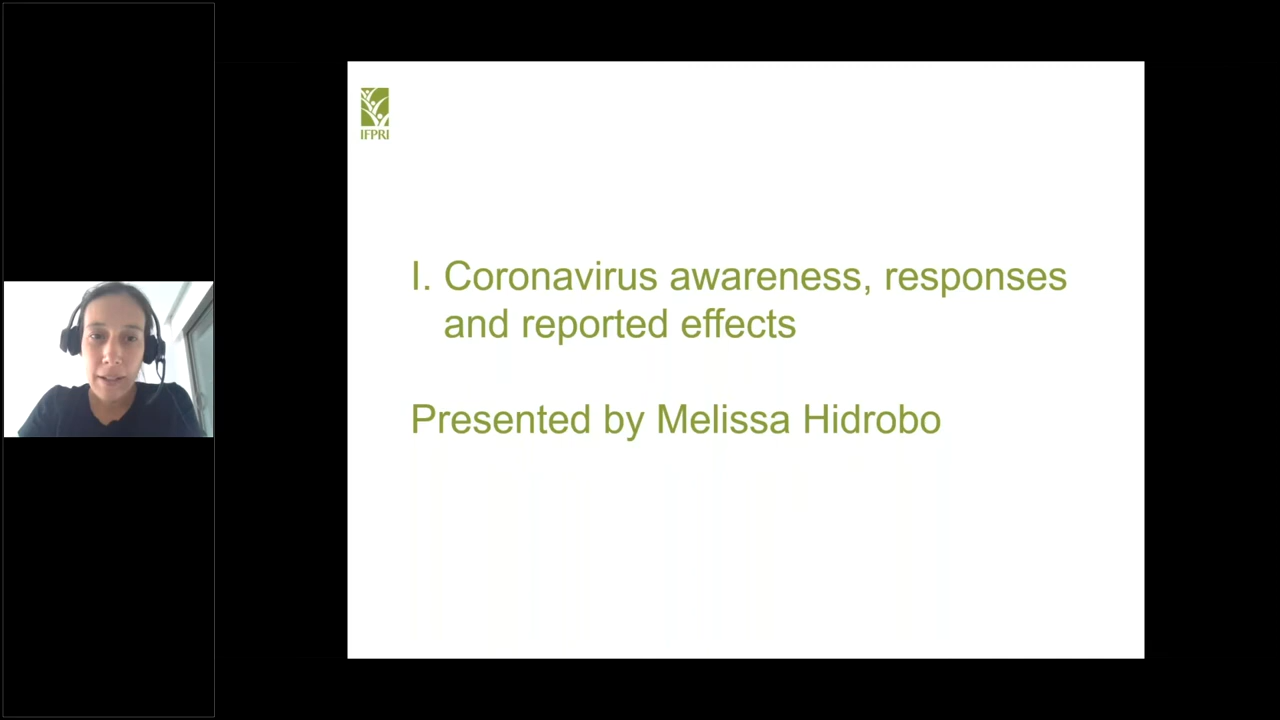 IFPRI
I. Coronavirus awareness, responses
and reported effects
Presented by Melissa Hidrobo